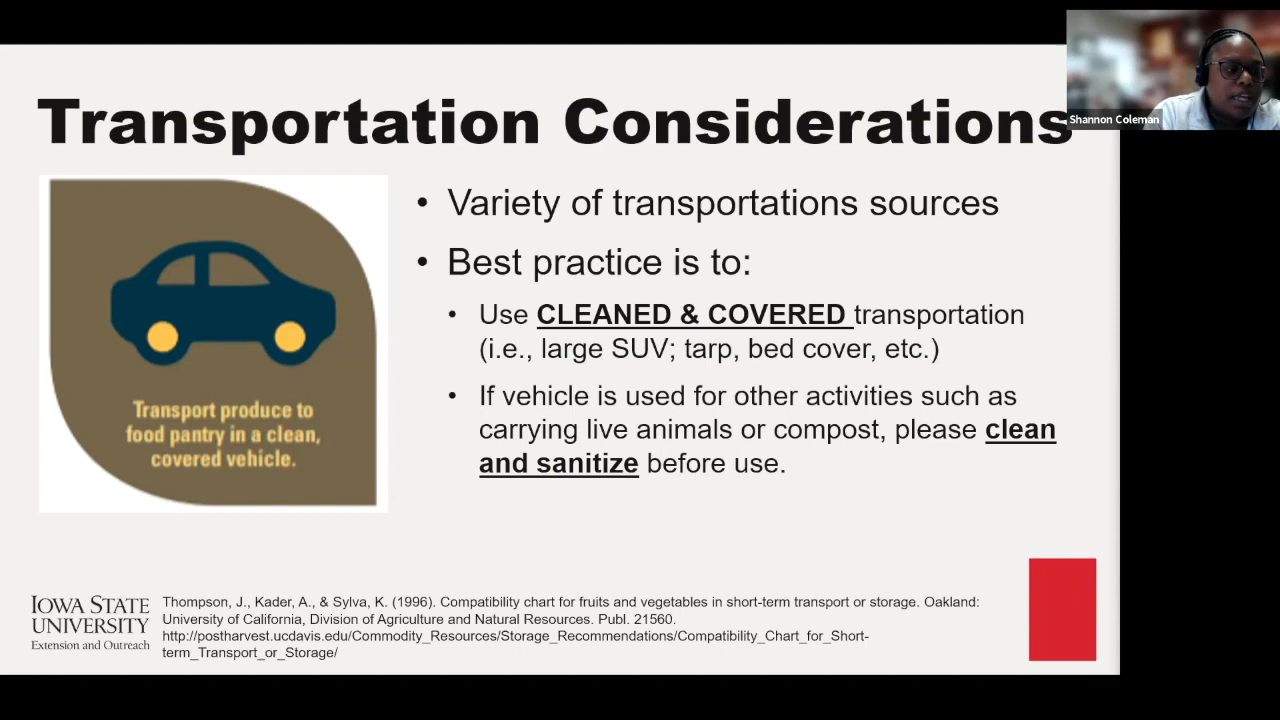 Transportation Considerations
Shannon Coleman
Transport produce to
food pantry in a clean,
covered vehicle.
• Variety of transportations sources
• Best practice is to:
• Use CLEANED & COVERED transportation
(i.e., large SUV; tarp, bed cover, etc.)
• If vehicle is used for other activities such as
carrying live animals or compost, please clean
and sanitize before use.
IOWA STATE
UNIVERSITY
Extension and Outreach
Thompson, J., Kader, A., & Sylva, K. (1996). Compatibility chart for fruits and vegetables in short-term transport or storage. Oakland:
University of California, Division of Agriculture and Natural Resources. Publ. 21560.
http://postharvest.ucdavis.edu/Commodity_Resources/Storage_Recommendations/Compatibility_Chart_for_Short-
term_Transport_or_Storage/